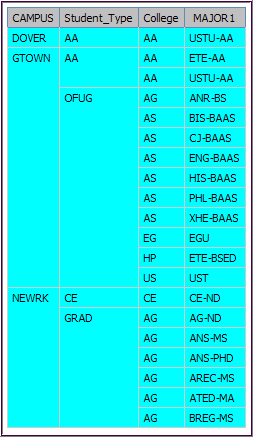 CAMPUS Student_Type College MAJOR1
DOVER AA AA USTU-AA
GTOWN AA AA ETE-AA
AA USTU-AA
OFUG AG ANR-BS
AS BIS-BAAS
AS CJ-BAAS
AS ENG-BAAS
AS HIS-BAAS
AS PHL-BAAS
AS XHE-BAAS
EG EGU
HP ETE-BSED
US UST
NEWRK CE CE CE-ND
GRAD AG AG-ND
AG ANS-MS
AG ANS-PHD
AG AREC-MS
AG ATED-MA
AG BREG-MS